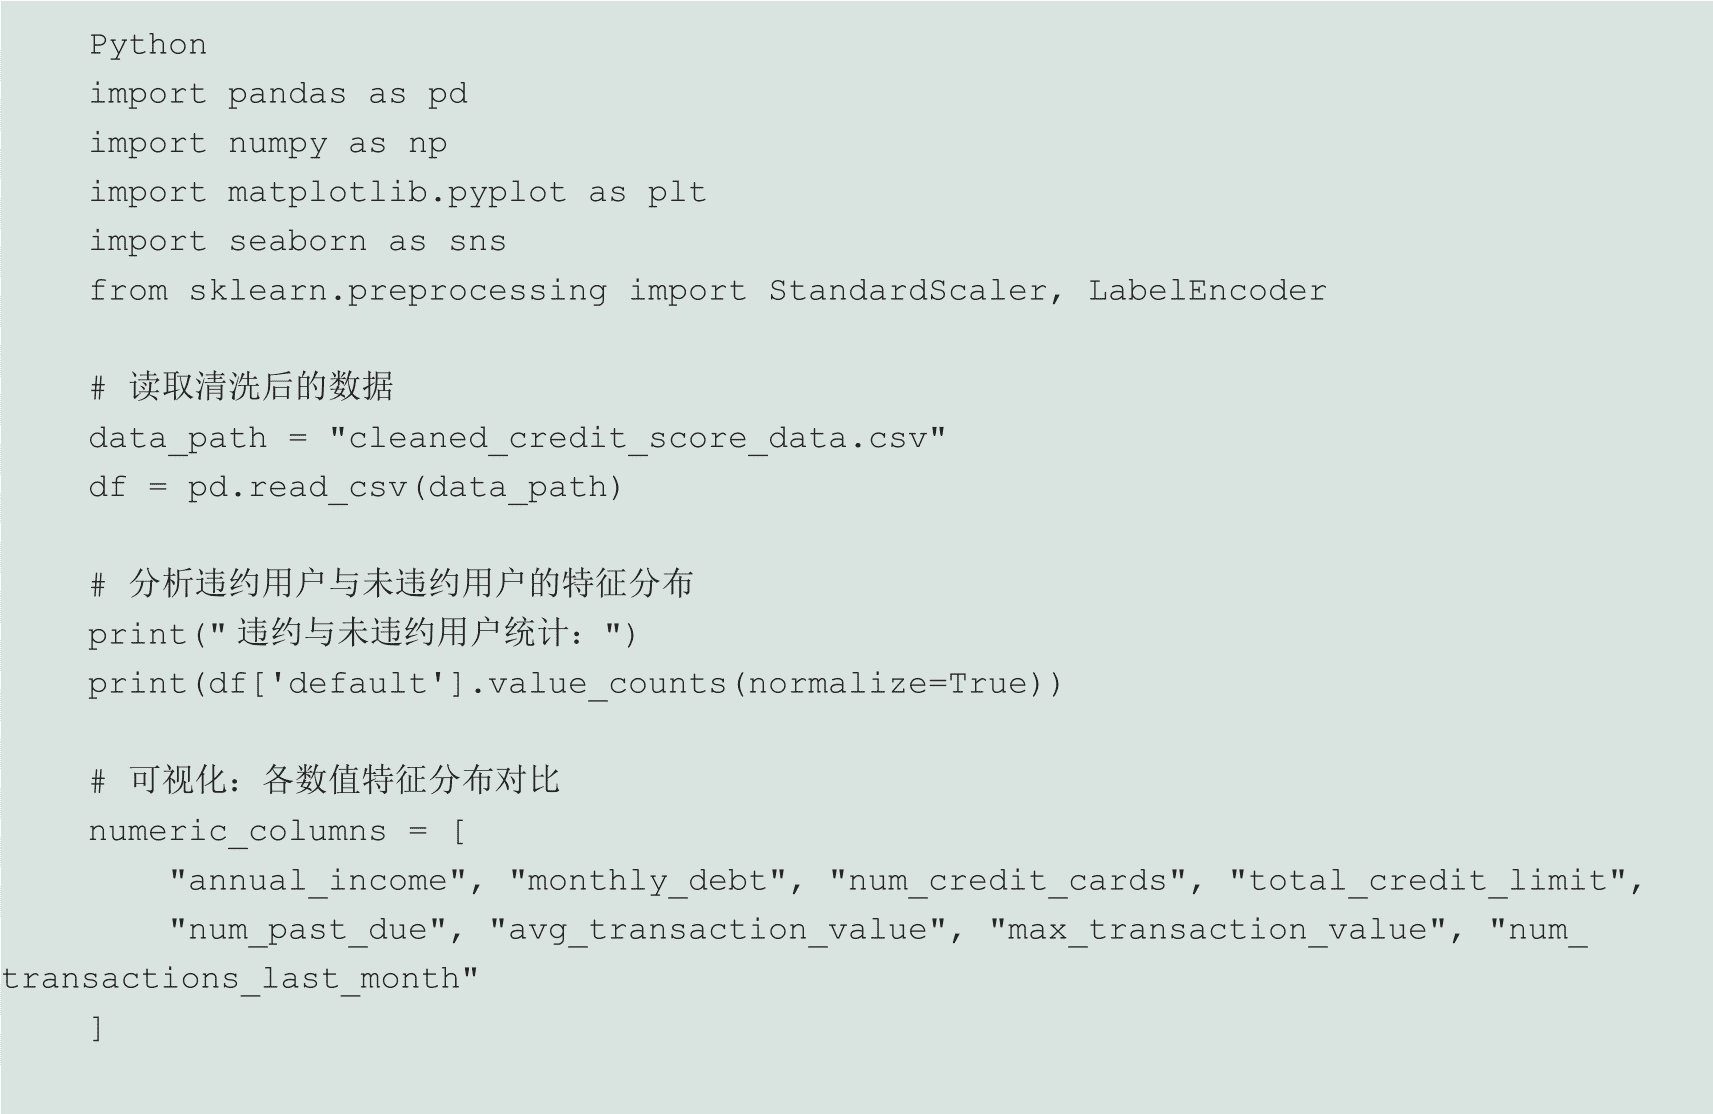 Python
import pandas as pd
import numpy as np
import matplotlib.pyplot as plt
import seaborn as sns
from sklearn.preprocessing import StandardScaler, LabelEncoder
# 读取清洗后的数据
data_path = "cleaned_credit_score_data.csv"
df = pd.read_csv(data_path)
# 分析违约用户与未违约用户的特征分布
print(" 违约与未违约用户统计：")
print(df['default'].value_counts(normalize=True))
# 可视化：各数值特征分布对比
numeric_columns = [
    "annual_income", "monthly_debt", "num_credit_cards", "total_credit_limit",
    "num_past_due", "avg_transaction_value", "max_transaction_value", "num_
transactions_last_month"
]